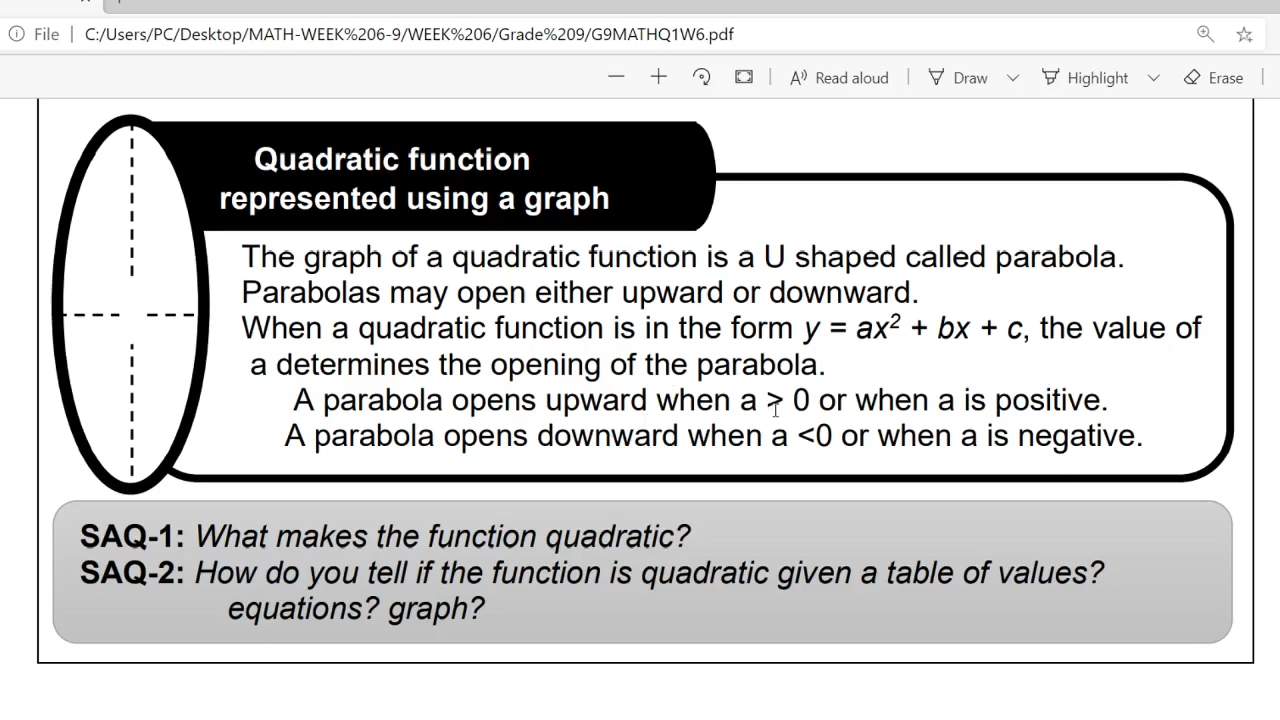 File | C:/Users/PC/Desktop/MATH-WEEK%206-9/WEEK%206/Grade%209/G9MATHQ1W6.pdf
Read aloud Draw Highlight Erase
Quadratic function
represented using a graph
The graph of a quadratic function is a U shaped called parabola.
Parabolas may open either upward or downward.
When a quadratic function is in the form y = ax² + bx + c, the value of
a determines the opening of the parabola.
A parabola opens upward when a > 0 or when a is positive.
A parabola opens downward when a <0 or when a is negative.
SAQ-1: What makes the function quadratic?
SAQ-2: How do you tell if the function is quadratic given a table of values?
equations? graph?